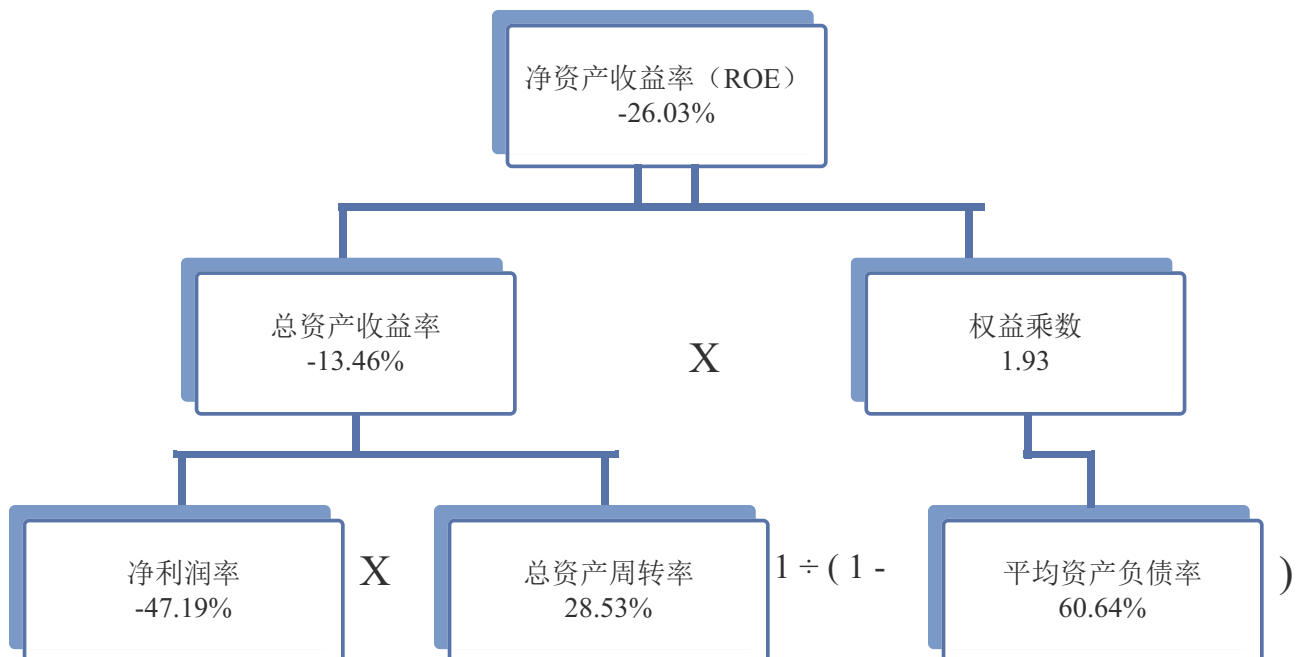 净资产收益率（ROE）
-26.03%
总资产收益率
-13.46%
X
权益乘数
1.93
净利润率
-47.19%
X
总资产周转率
28.53%
1 ÷ ( 1 -
平均资产负债率
60.64%
)